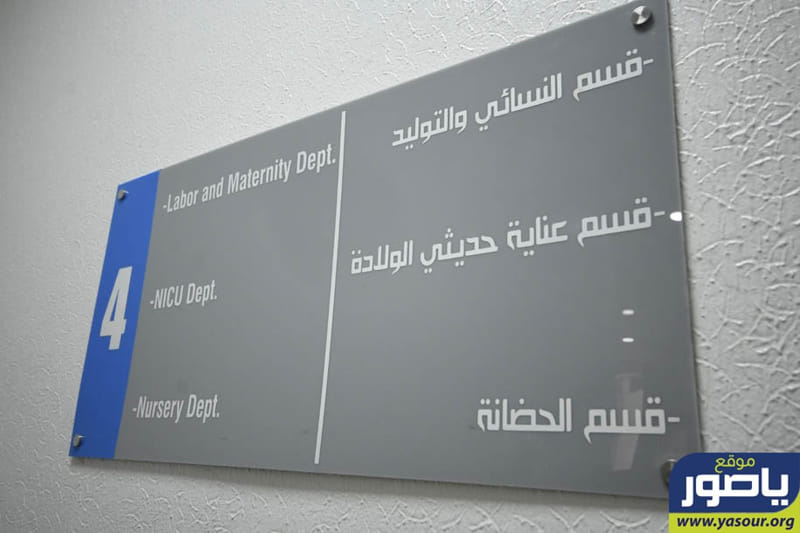 4
-Labor and Maternity Dept.
-NICU Dept.
-Nursery Dept.
-قسم النسائي والتوليد
-قسم عناية حديثي الولادة
-قسم الحضانة
موقع
ياصور
www.yasour.org